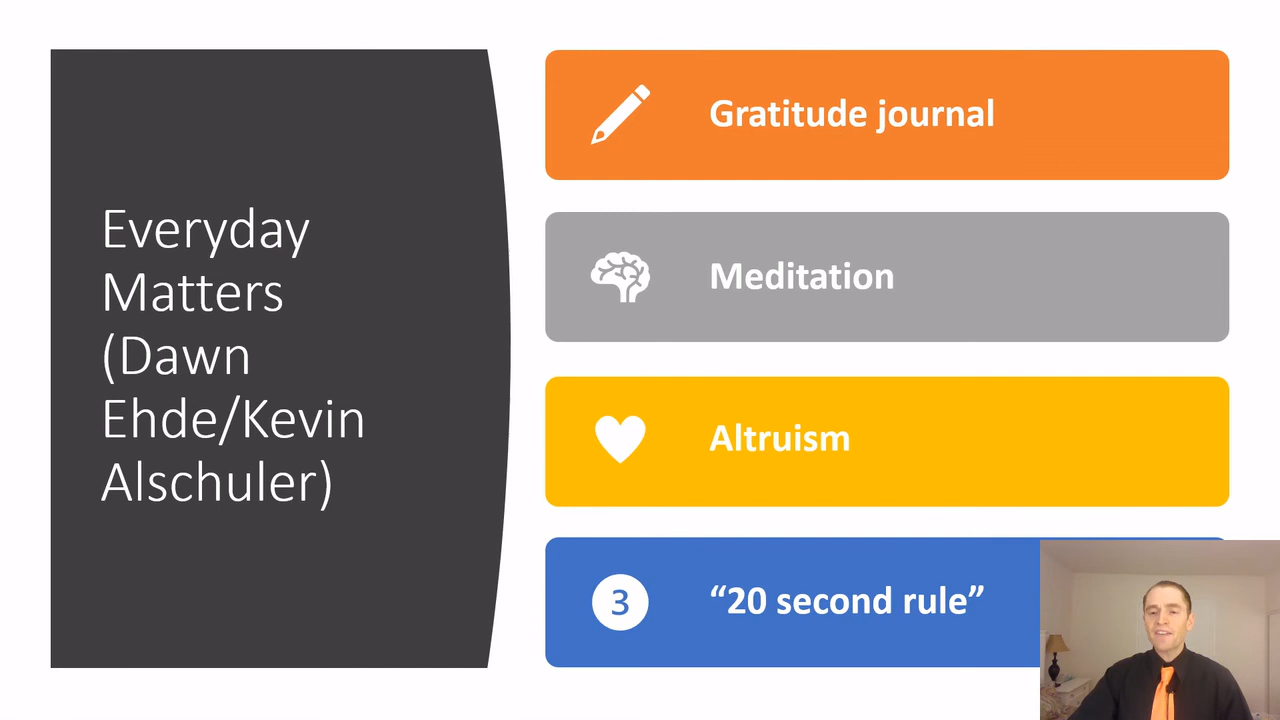 Everyday
Matters
(Dawn
Ehde/Kevin
Alschuler)
Gratitude journal
Meditation
Altruism
3
“20 second rule”